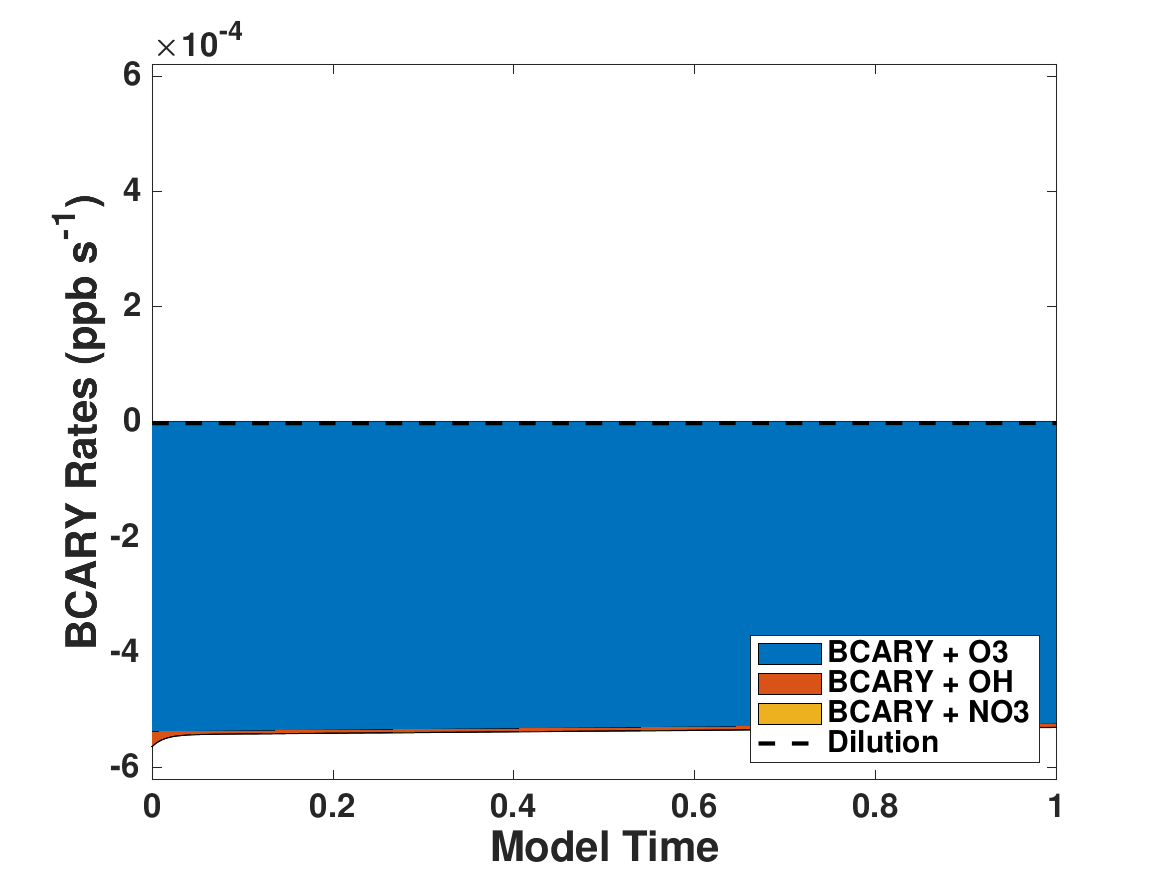 ×10-4
6
4
2
0
-2
-4
-6
BCARY Rates (ppb s-1)
BCARY + O3
BCARY + OH
BCARY + NO3
Dilution
0 0.2 0.4 0.6 0.8 1
Model Time